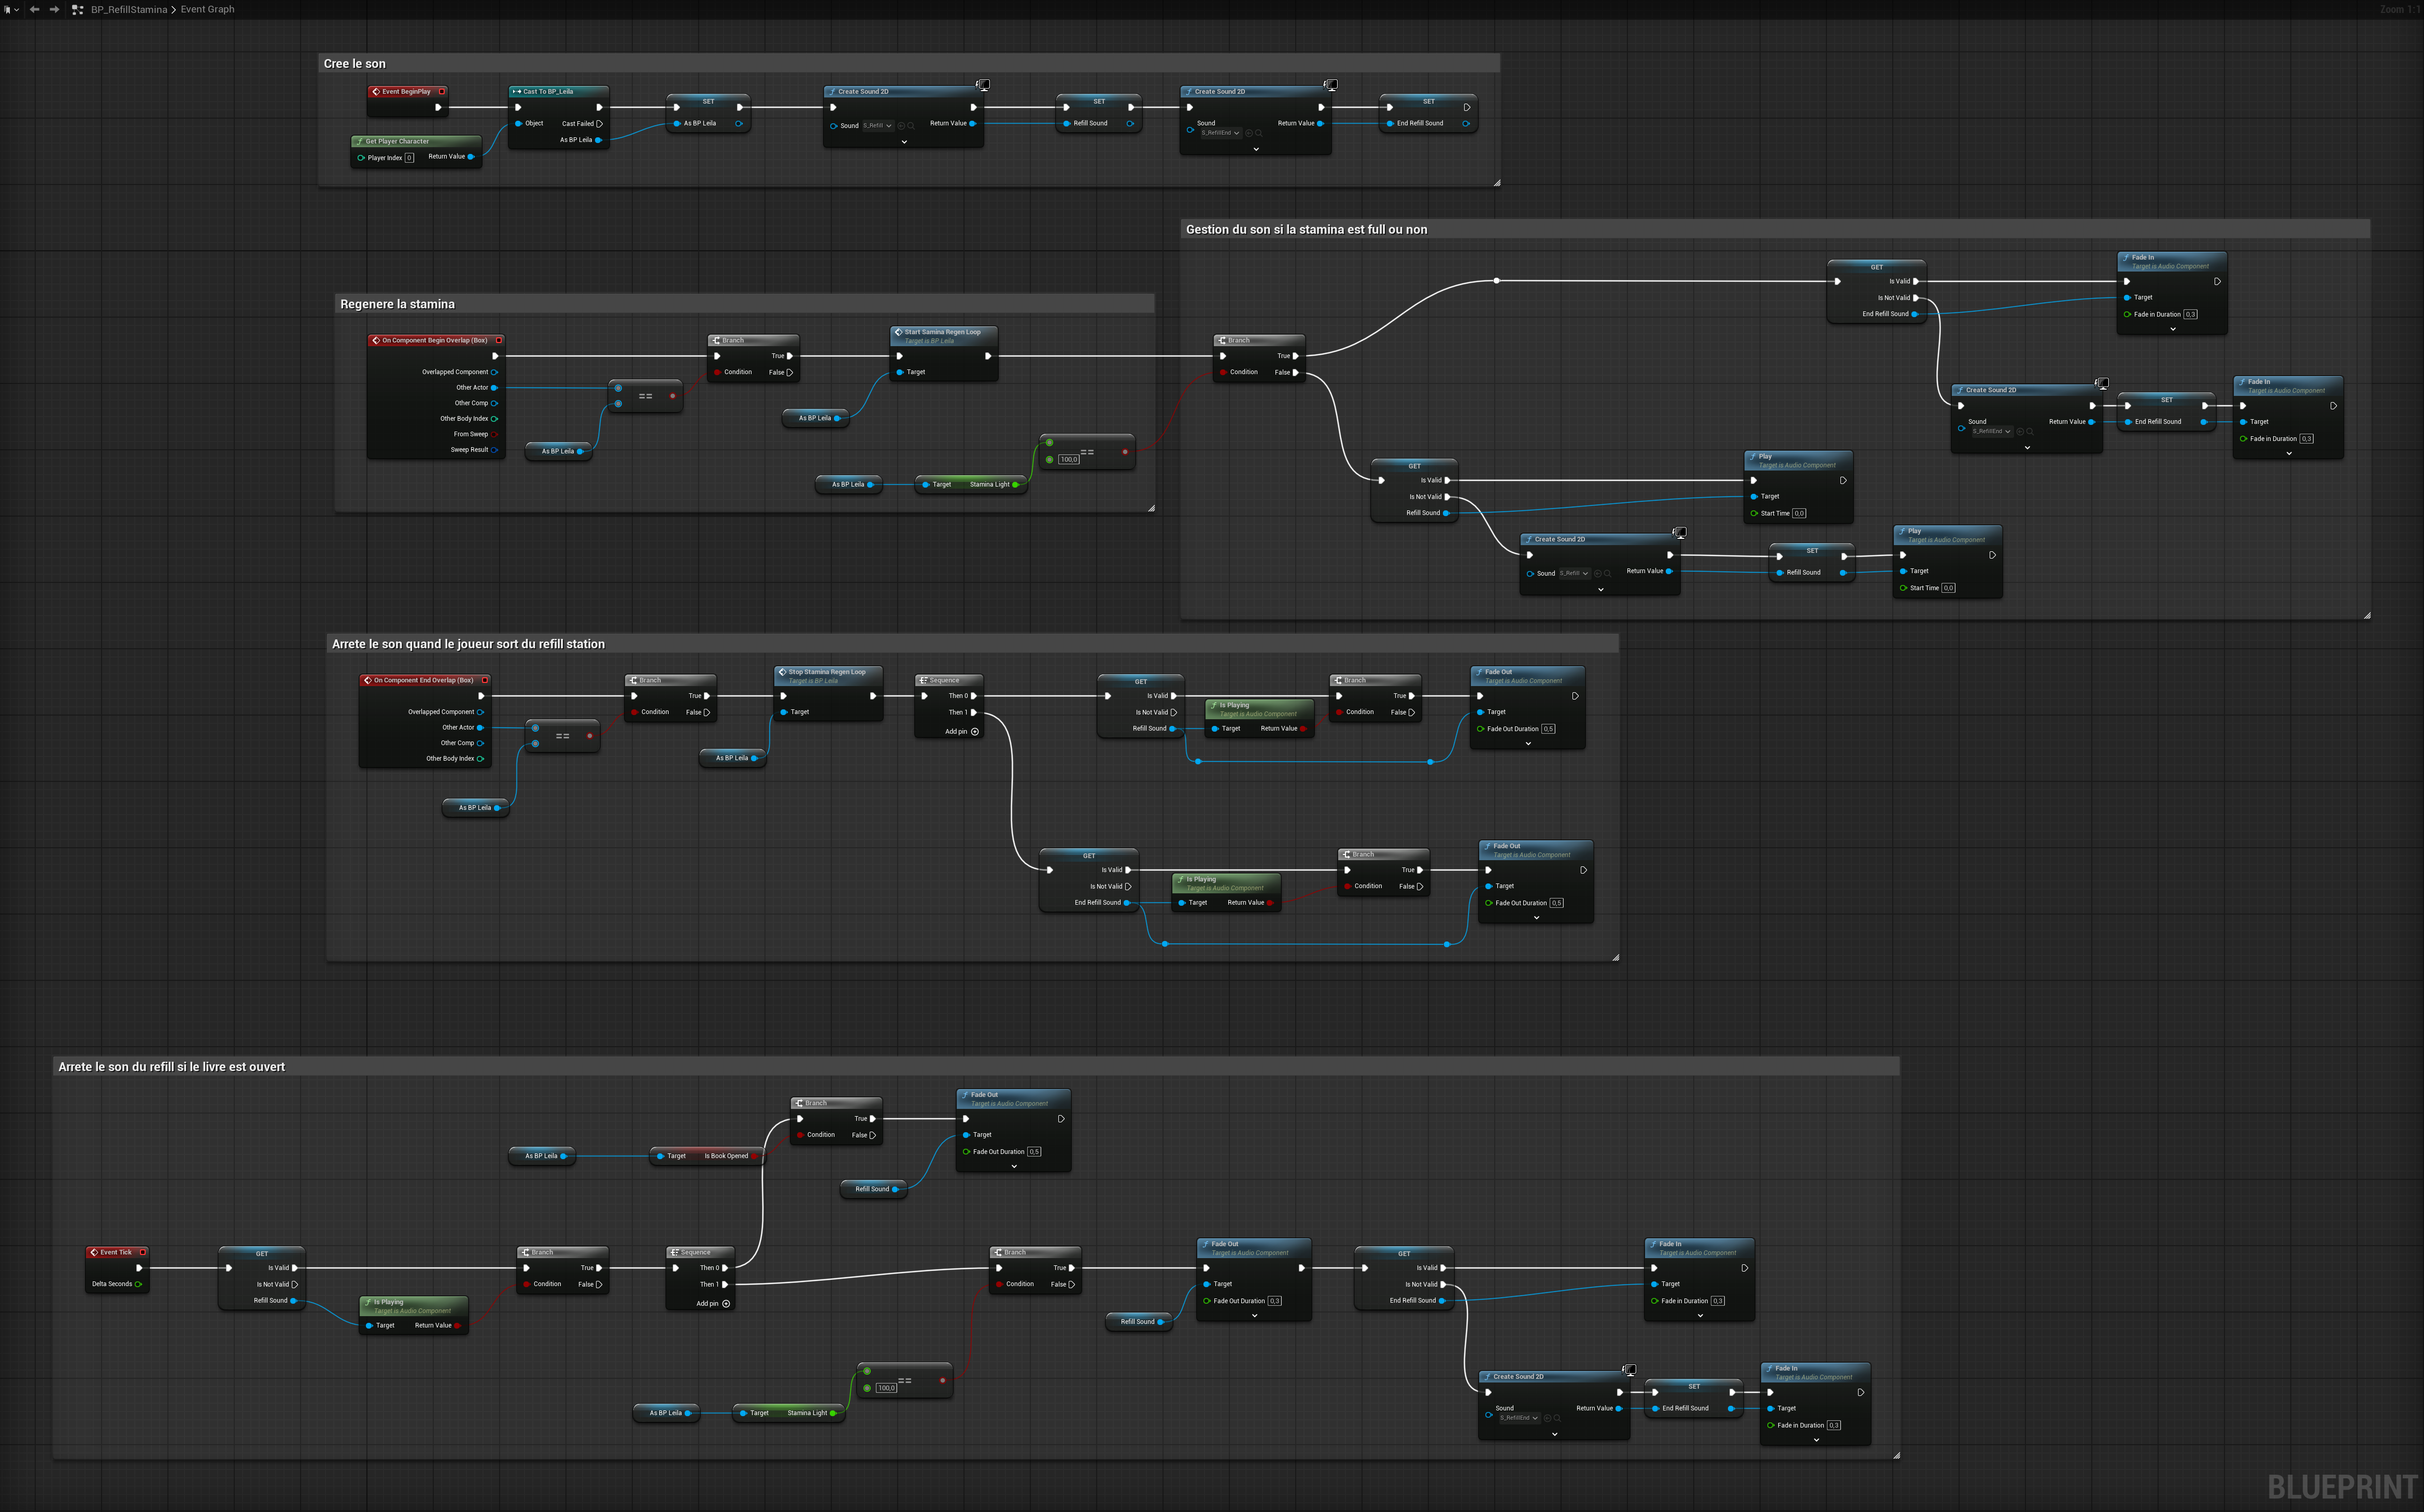 BP_RefillStamina > Event Graph
Zoom 1:1
Cree le son
Event BeginPlay
Cast To BP_Leila
Object
Cast Failed
As BP Leila
Get Player Character
Player Index 0
Return Value
SET
As BP Leila
Create Sound 2D
Sound S_Refill
Return Value
SET
Refill Sound
Create Sound 2D
Sound
S_RefillEnd
Return Value
SET
End Refill Sound
Gestion du son si la stamina est full ou non
Branch
True
Condition
False
GET
Is Valid
Is Not Valid
End Refill Sound
Fade In
Target is Audio Component
Target
Fade in Duration 0,3
Create Sound 2D
Sound
S_RefillEnd
Return Value
SET
End Refill Sound
Fade In
Target is Audio Component
Target
Fade in Duration 0,3
GET
Is Valid
Is Not Valid
Refill Sound
Play
Target is Audio Component
Target
Start Time 0,0
Create Sound 2D
Sound S_Refill
Return Value
SET
Refill Sound
Play
Target is Audio Component
Target
Start Time 0,0
Regenere la stamina
On Component Begin Overlap (Box)
Overlapped Component
Other Actor
Other Comp
Other Body Index
From Sweep
Sweep Result
As BP Leila
==
Branch
True
Condition
False
Start Samina Regen Loop
Target is BP Leila
Target
As BP Leila
As BP Leila
Target
Stamina Light
100,0
==
Arrete le son quand le joueur sort du refill station
On Component End Overlap (Box)
Overlapped Component
Other Actor
Other Comp
Other Body Index
As BP Leila
==
Branch
True
Condition
False
Stop Stamina Regen Loop
Target is BP Leila
Target
As BP Leila
Sequence
Then 0
Then 1
Add pin
GET
Is Valid
Is Not Valid
Refill Sound
Is Playing
Target is Audio Component
Target
Return Value
Branch
True
Condition
False
Fade Out
Target is Audio Component
Target
Fade Out Duration 0,5
GET
Is Valid
Is Not Valid
End Refill Sound
Is Playing
Target is Audio Component
Target
Return Value
Branch
True
Condition
False
Fade Out
Target is Audio Component
Target
Fade Out Duration 0,5
Arrete le son du refill si le livre est ouvert
As BP Leila
Target
Is Book Opened
Branch
True
Condition
False
Fade Out
Target is Audio Component
Target
Fade Out Duration 0,5
Refill Sound
Event Tick
Delta Seconds
GET
Is Valid
Is Not Valid
Refill Sound
Is Playing
Target is Audio Component
Target
Return Value
Branch
True
Condition
False
Sequence
Then 0
Then 1
Add pin
As BP Leila
Target
Stamina Light
100,0
==
Branch
True
Condition
False
Refill Sound
Fade Out
Target is Audio Component
Target
Fade Out Duration 0,3
GET
Is Valid
Is Not Valid
End Refill Sound
Fade In
Target is Audio Component
Target
Fade in Duration 0,3
Create Sound 2D
Sound
S_RefillEnd
Return Value
SET
End Refill Sound
Fade In
Target is Audio Component
Target
Fade in Duration 0,3
BLUEPRINT